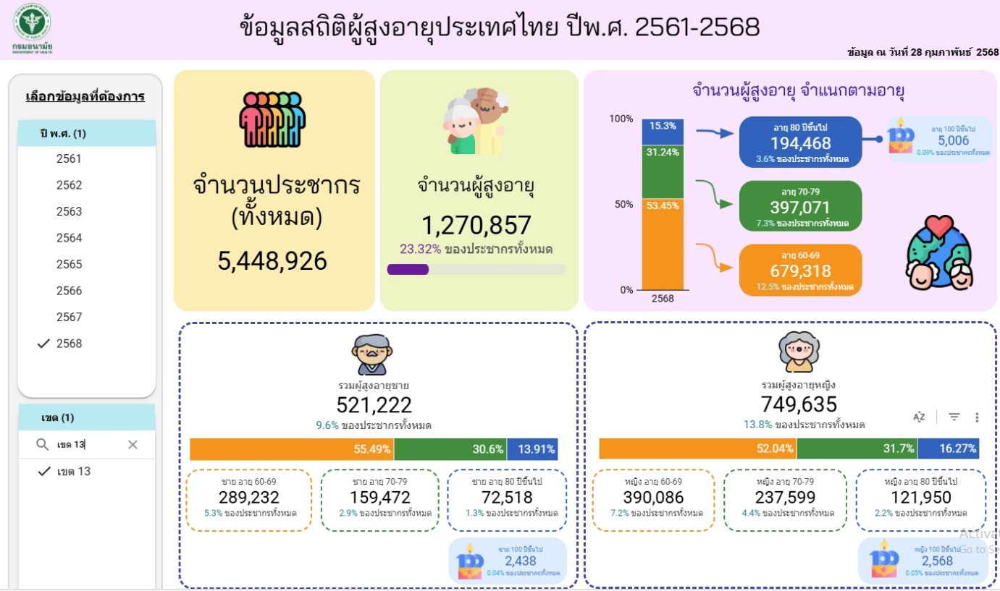 ข้อมูลสถิติผู้สูงอายุประเทศไทย ปีพ.ศ. 2561-2568
กรมอนามัย
DEPARTMENT OF HEALTH
ข้อมูล ณ วันที่ 28 กุมภาพันธ์ 2568
เลือกข้อมูลที่ต้องการ
ปี พ.ศ. (1)
2561
2562
2563
2564
2565
2566
2567
2568
เขต (1)
เขต 13
เขต 13
จำนวนประชากร
(ทั้งหมด)
5,448,926
จำนวนผู้สูงอายุ
1,270,857
23.32% ของประชากรทั้งหมด
จำนวนผู้สูงอายุ จำแนกตามอายุ
100%
50%
0%
15.3%
31.24%
53.45%
2568
อายุ 80 ปีขึ้นไป
194,468
3.6% ของประชากรทั้งหมด
100
อายุ 100 ปีขึ้นไป
5,006
0.09% ของประชากรทั้งหมด
อายุ 70-79
397,071
7.3% ของประชากรทั้งหมด
อายุ 60-69
679,318
12.5% ของประชากรทั้งหมด
รวมผู้สูงอายุชาย
521,222
9.6% ของประชากรทั้งหมด
55.49% 30.6% 13.91%
ชาย อายุ 60-69
289,232
5.3% ของประชากรทั้งหมด
ชาย อายุ 70-79
159,472
2.9% ของประชากรทั้งหมด
ชาย อายุ 80 ปีขึ้นไป
72,518
1.3% ของประชากรทั้งหมด
100
ชาย 100 ปีขึ้นไป
2,438
0.04% ของประชากรทั้งหมด
รวมผู้สูงอายุหญิง
749,635
13.8% ของประชากรทั้งหมด
AZ
52.04% 31.7% 16.27%
หญิง อายุ 60-69
390,086
7.2% ของประชากรทั้งหมด
หญิง อายุ 70-79
237,599
4.4% ของประชากรทั้งหมด
หญิง อายุ 80 ปีขึ้นไป
121,950
2.2% ของประชากรทั้งหมด
100
หญิง 100 ปีขึ้นไป
2,568
0.05% ของประชากรทั้งหมด
Activat
Go to Se